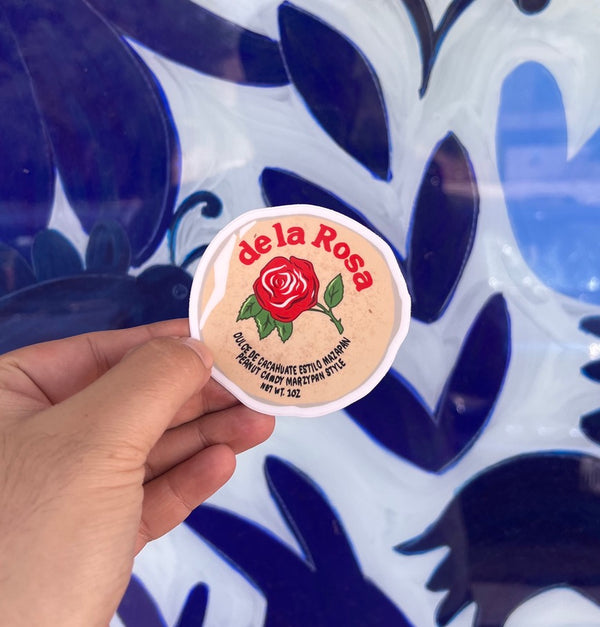 de la Rosa
DULCE DE CACAHUATE ESTILO MAZAPAN
PEANUT CANDY MARZYPAN STYLE
NET WT. 1OZ